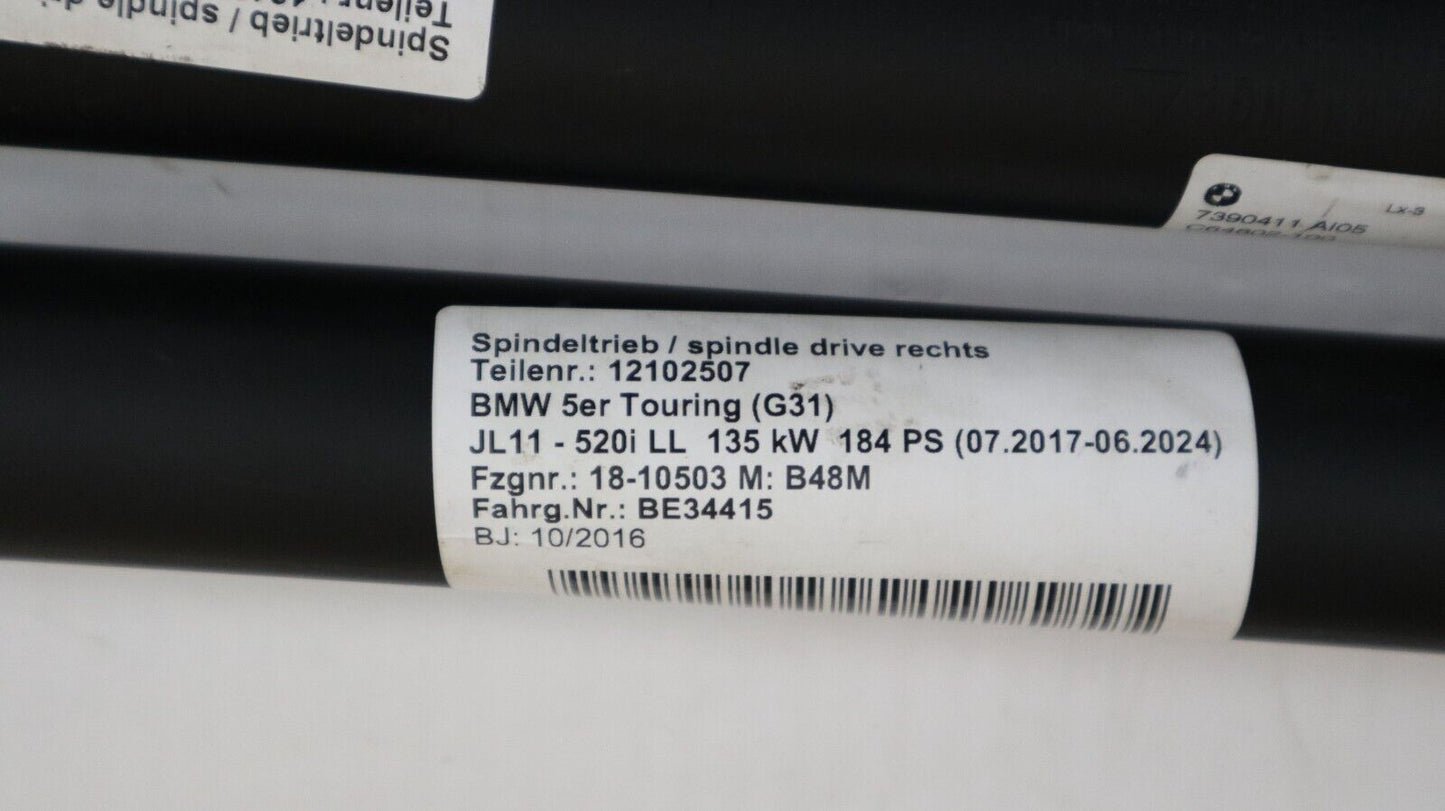 Spindeltrieb / spindle
Teilenr.:
7390411 AI05
Lx-3
Spindeltrieb / spindle drive rechts
Teilenr.: 12102507
BMW 5er Touring (G31)
JL11 - 520i LL 135 kW 184 PS (07.2017-06.2024)
Fzgnr.: 18-10503 M: B48M
Fahrg.Nr.: BE34415
BJ: 10/2016